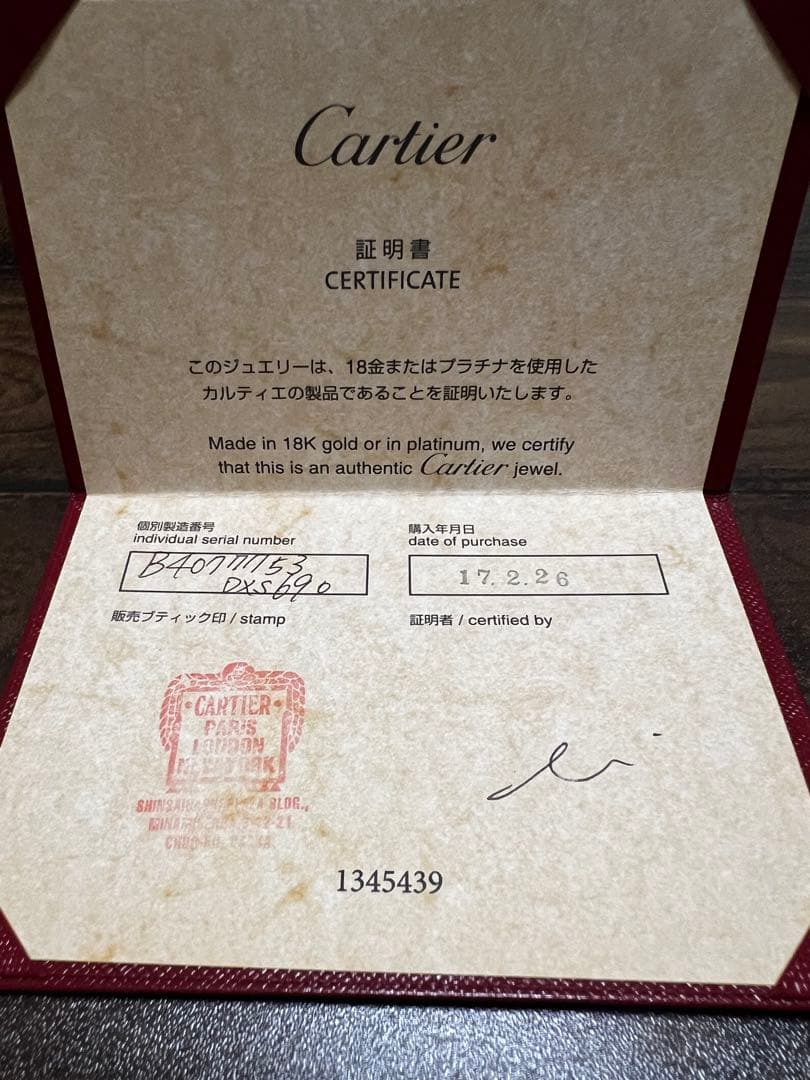 Cartier
証明書
CERTIFICATE
このジュエリーは、18金またはプラチナを使用した
カルティエの製品であることを証明いたします。
Made in 18K gold or in platinum, we certify
that this is an authentic Cartier jewel.
個別製造番号
individual serial number
DXS690
購入年月日
date of purchase
17.2.26
販売ブティック印 / stamp
証明者 / certified by
CARTIER
PARIS
LONDON
NEW YORK
BLDG.,
1345439